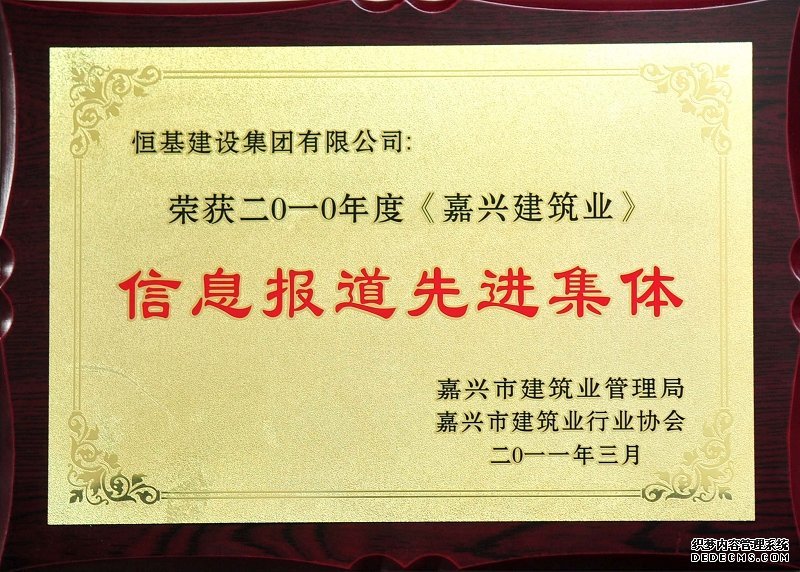 恒基建设集团有限公司:
荣获二0一0年度《嘉兴建筑业》
信息报道先进集体
嘉兴市建筑业管理局
嘉兴市建筑业行业协会
二0一一年三月
织梦内容管理系统
DEDECMS.COM